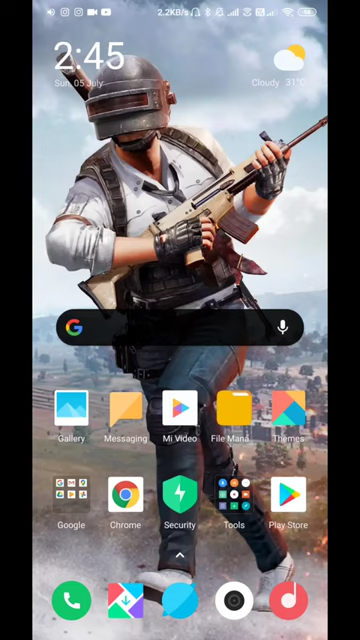 2.2KB/s
2:45
Sun, 05 July
Cloudy 31°C
G
Gallery
Messaging
Mi Video
File Mana
Themes
Google
Chrome
Security
Tools
Play Store